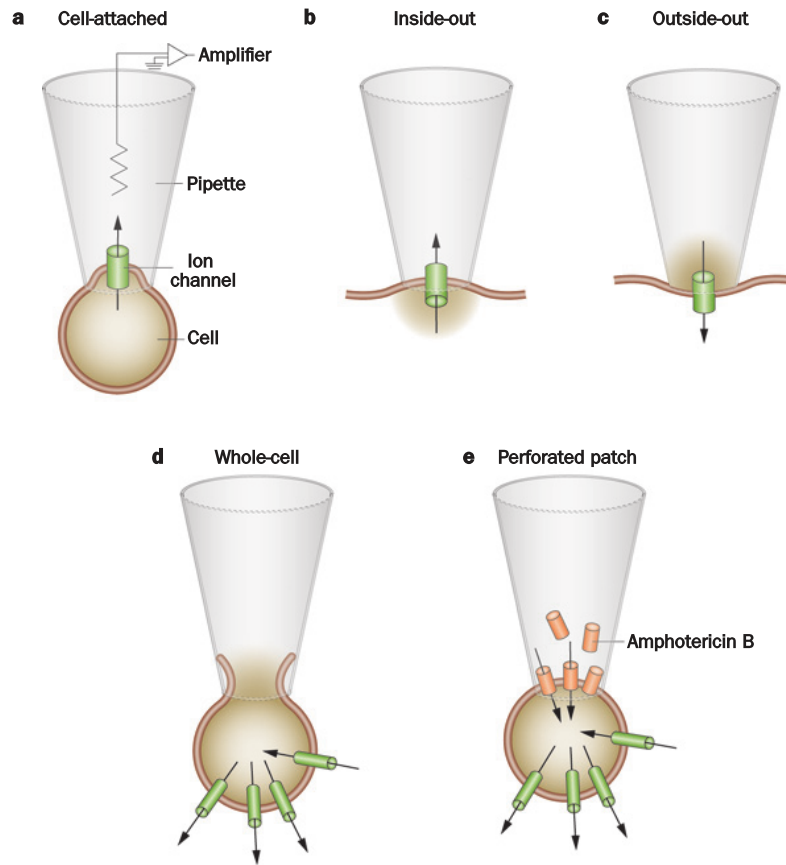 a Cell-attached
b Inside-out
c Outside-out
Amplifier
Pipette
Ion
channel
Cell
d Whole-cell
e Perforated patch
Amphotericin B